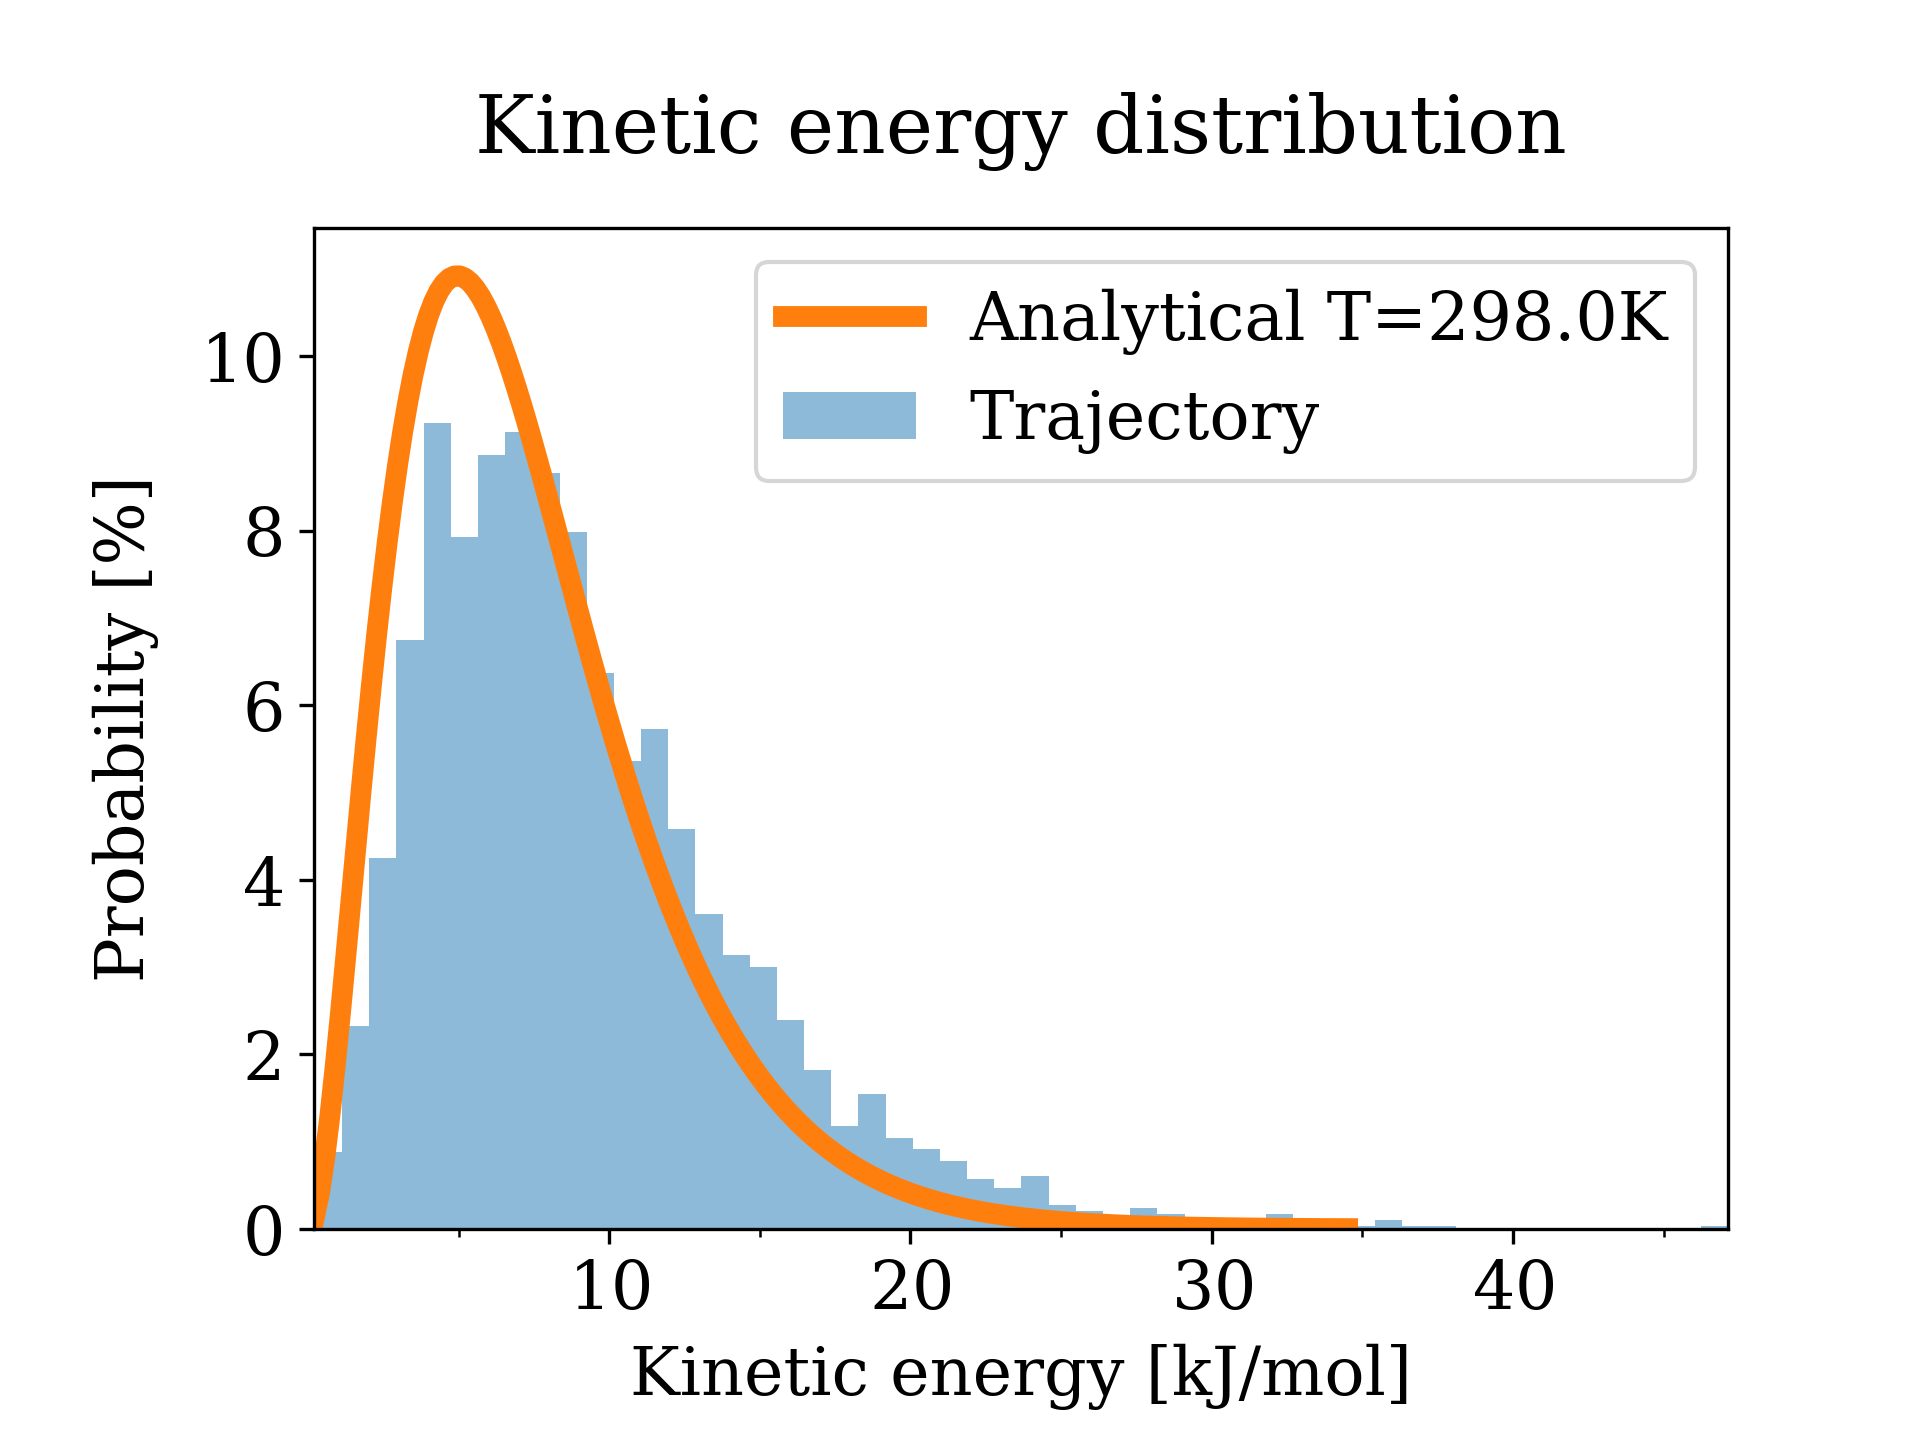 Kinetic energy distribution
Analytical T=298.0K
Trajectory
Probability [%]
10
8
6
4
2
0
10 20 30 40
Kinetic energy [kJ/mol]